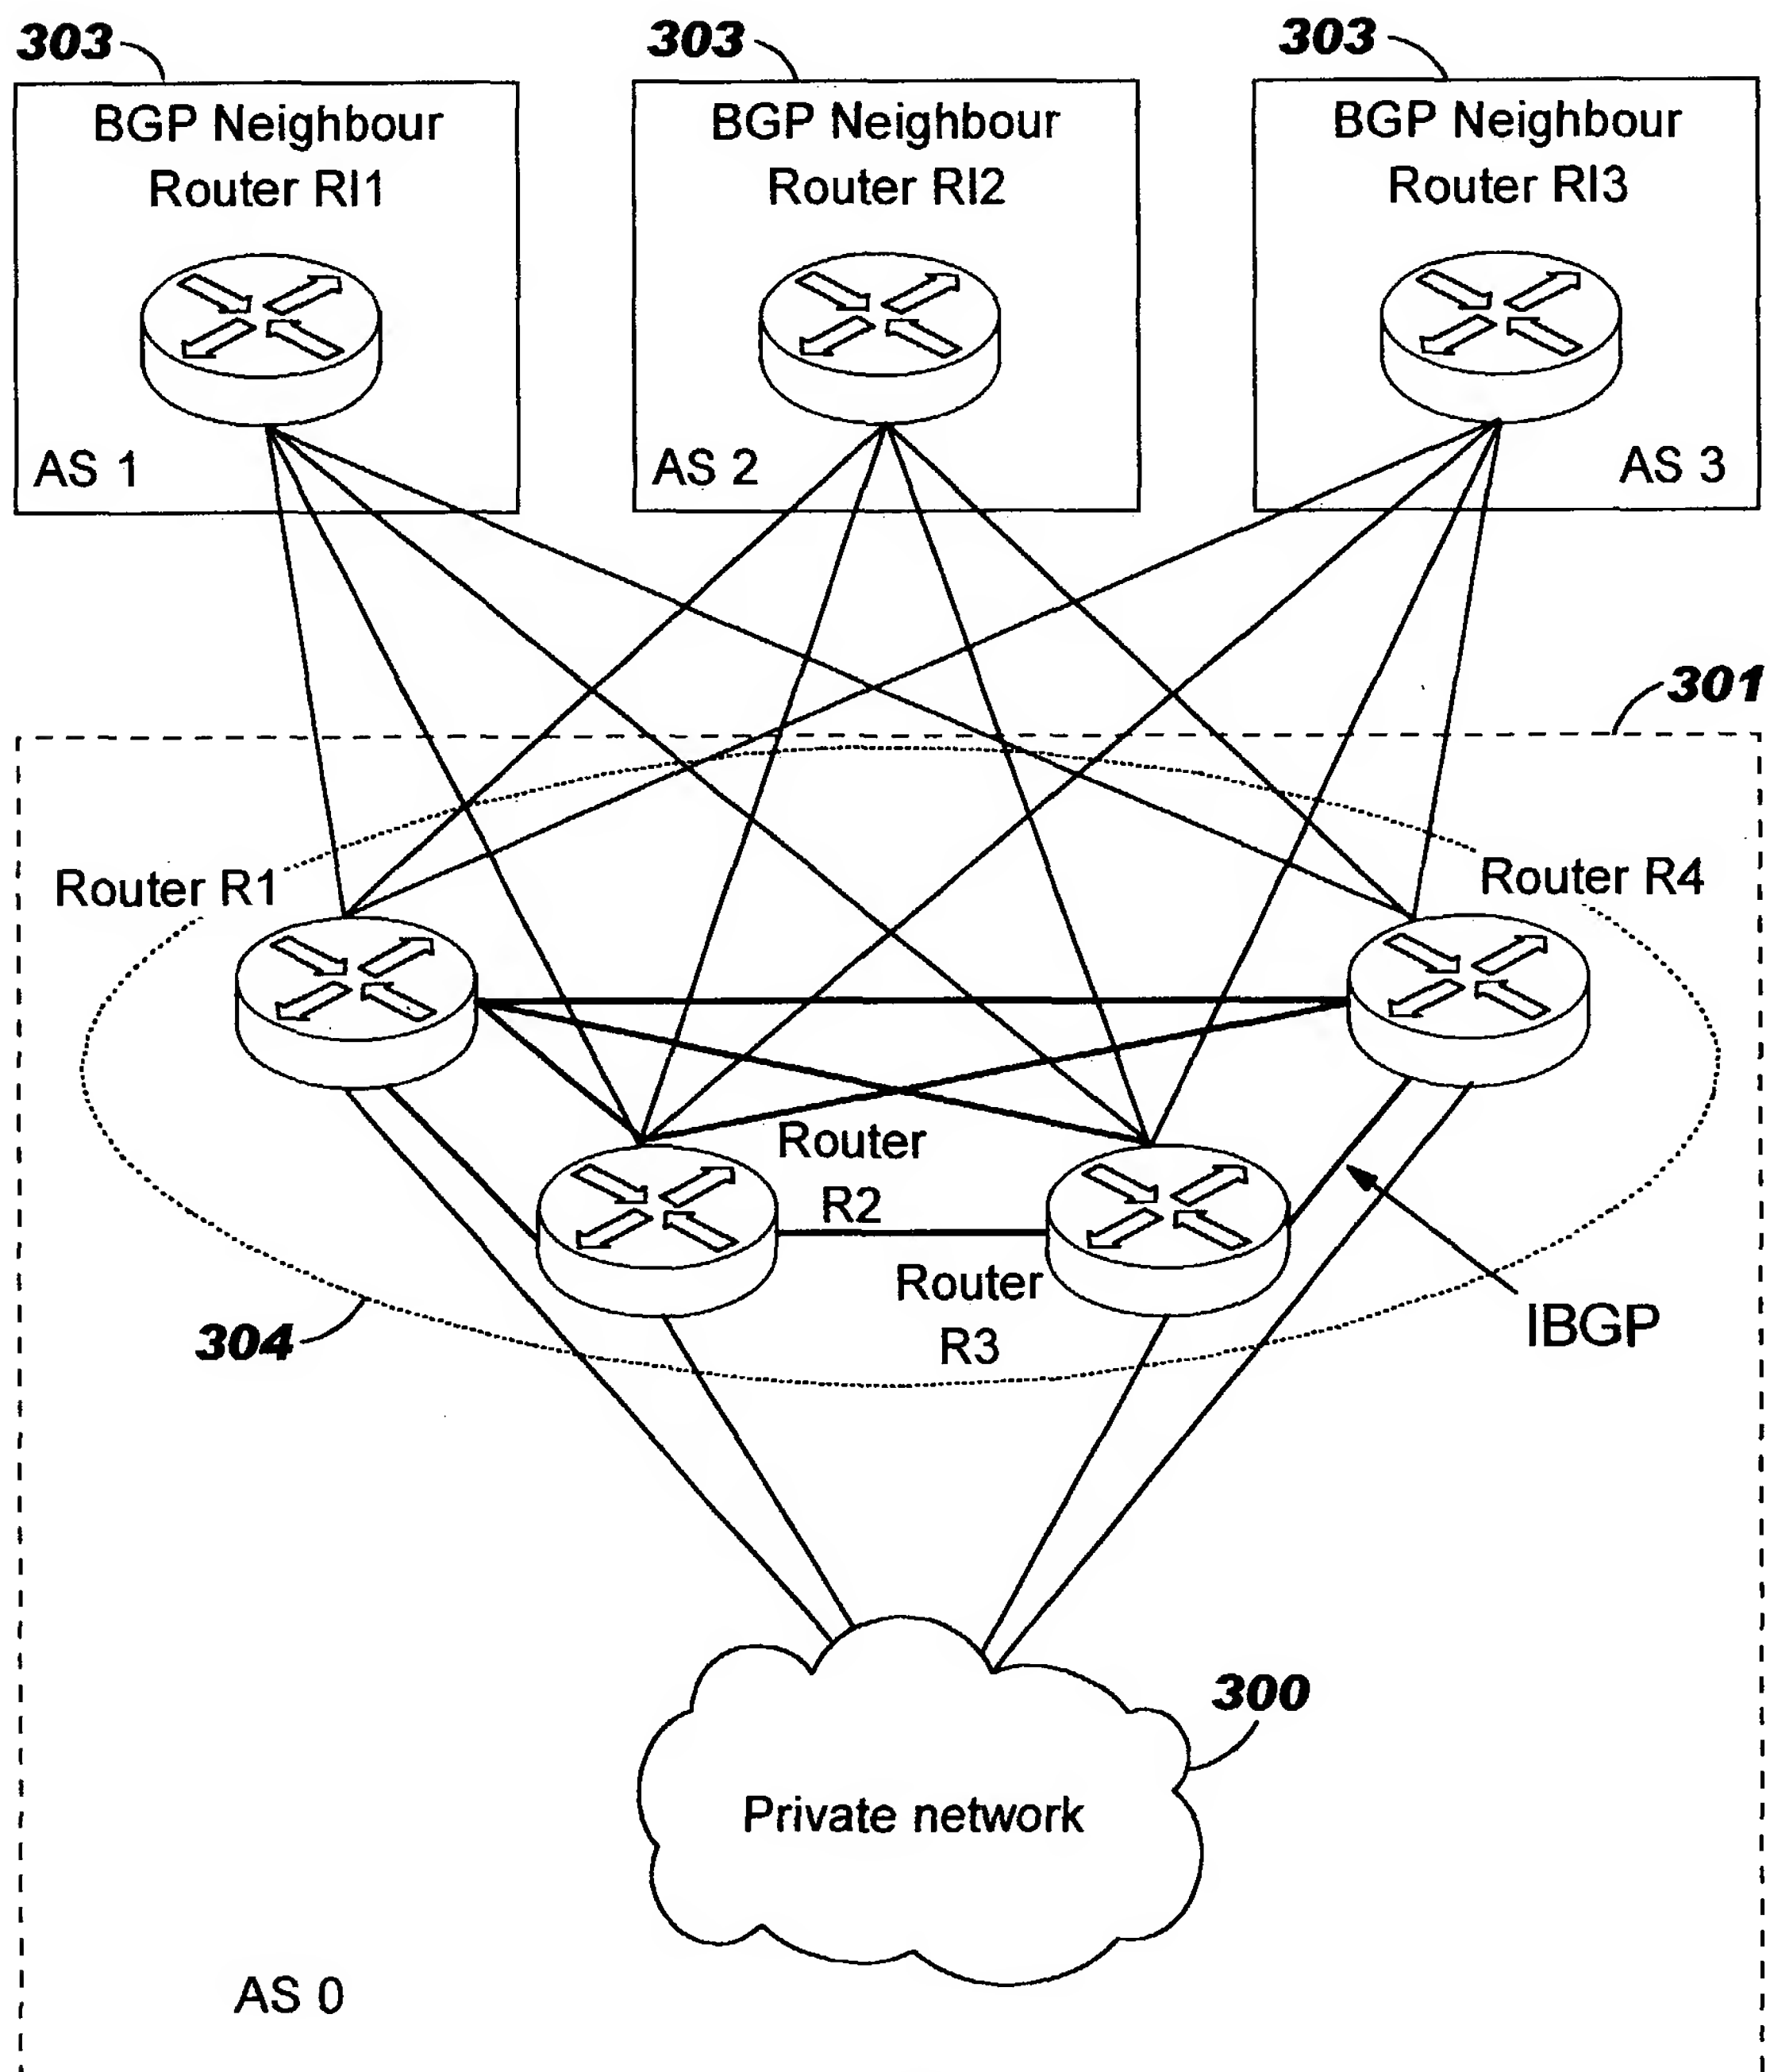 303
303
303
BGP Neighbour
Router RI1
BGP Neighbour
Router RI2
BGP Neighbour
Router RI3
AS 1
AS 2
AS 3
301
Router R1
Router R4
Router
R2
Router
R3
304
IBGP
300
Private network
AS 0